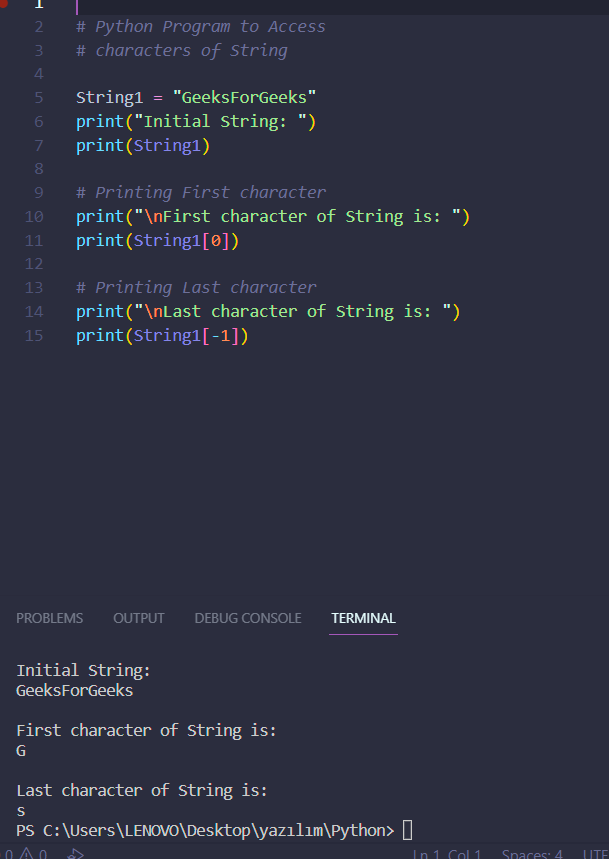 1
2 # Python Program to Access
3 # characters of String
4
5 String1 = "GeeksForGeeks"
6 print("Initial String: ")
7 print(String1)
8
9 # Printing First character
10 print("\nFirst character of String is: ")
11 print(String1[0])
12
13 # Printing Last character
14 print("\nLast character of String is: ")
15 print(String1[-1])
PROBLEMS OUTPUT DEBUG CONSOLE TERMINAL
Initial String:
GeeksForGeeks
First character of String is:
G
Last character of String is:
s
PS C:\Users\LENOVO\Desktop\yazılım\Python>
0 0 Ln 1, Col 1 Spaces: 4 UTF